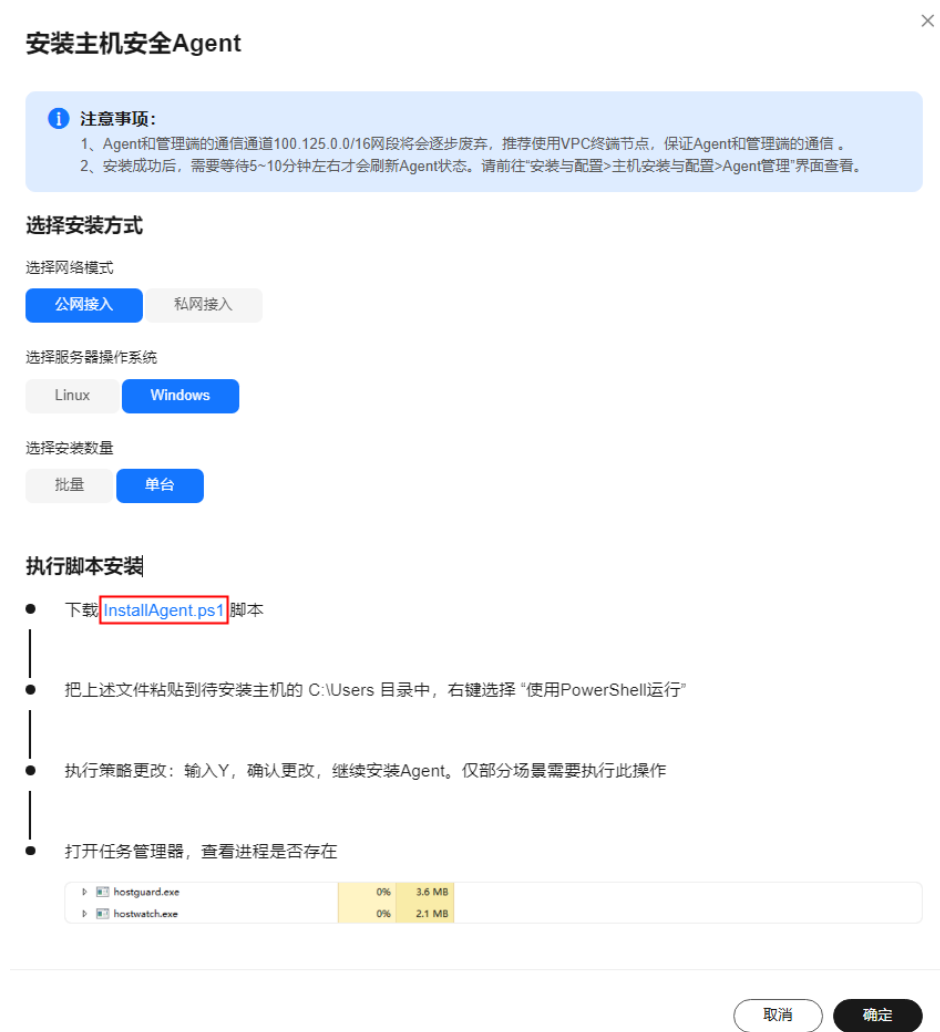 安装主机安全Agent
注意事项：
1、Agent和管理端的通信通道100.125.0.0/16网段将会逐步废弃，推荐使用VPC终端节点，保证Agent和管理端的通信 。
2、安装成功后，需要等待5~10分钟左右才会刷新Agent状态。请前往“安装与配置>主机安装与配置>Agent管理”界面查看。
选择安装方式
选择网络模式
公网接入 私网接入
选择服务器操作系统
Linux Windows
选择安装数量
批量 单台
执行脚本安装
下载 InstallAgent.ps1 脚本
把上述文件粘贴到待安装主机的 C:\Users 目录中，右键选择 “使用PowerShell运行”
执行策略更改：输入Y，确认更改，继续安装Agent。仅部分场景需要执行此操作
打开任务管理器，查看进程是否存在
hostguard.exe 0% 3.6 MB
hostwatch.exe 0% 2.1 MB
取消 确定